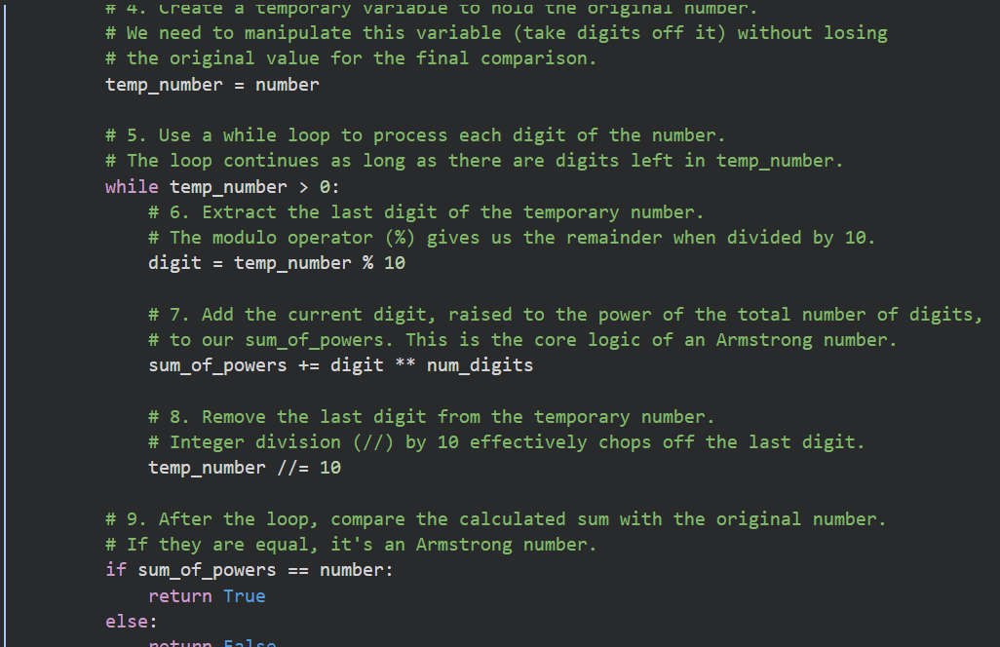 # 4. Create a temporary variable to hold the original number.
# We need to manipulate this variable (take digits off it) without losing
# the original value for the final comparison.
temp_number = number
# 5. Use a while loop to process each digit of the number.
# The loop continues as long as there are digits left in temp_number.
while temp_number > 0:
# 6. Extract the last digit of the temporary number.
# The modulo operator (%) gives us the remainder when divided by 10.
digit = temp_number % 10
# 7. Add the current digit, raised to the power of the total number of digits,
# to our sum_of_powers. This is the core logic of an Armstrong number.
sum_of_powers += digit ** num_digits
# 8. Remove the last digit from the temporary number.
# Integer division (//) by 10 effectively chops off the last digit.
temp_number //= 10
# 9. After the loop, compare the calculated sum with the original number.
# If they are equal, it's an Armstrong number.
if sum_of_powers == number:
return True
else:
return False